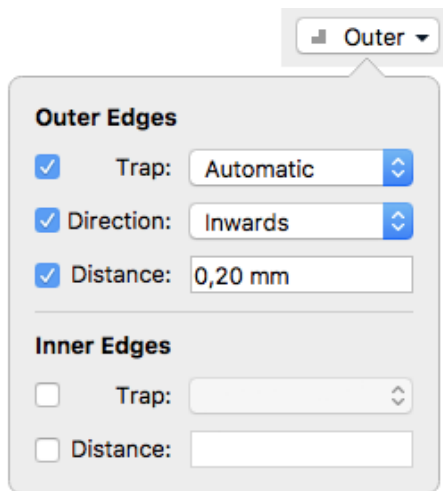 Outer
Outer Edges
Trap: Automatic
Direction: Inwards
Distance: 0,20 mm
Inner Edges
Trap:
Distance: